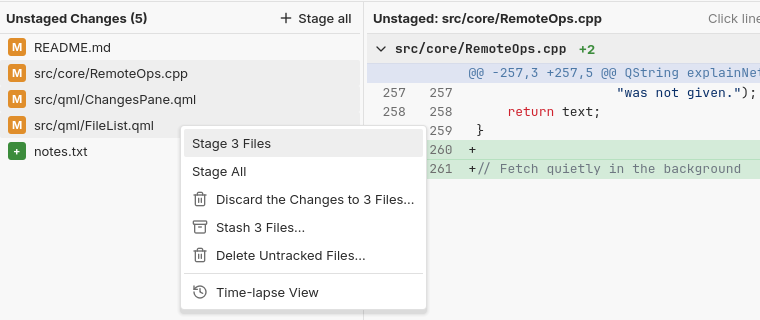 Unstaged Changes (5)
+ Stage all
M README.md
M src/core/RemoteOps.cpp
M src/qml/ChangesPane.qml
M src/qml/FileList.qml
+ notes.txt
Stage 3 Files
Stage All
Discard the Changes to 3 Files...
Stash 3 Files...
Delete Untracked Files...
Time-lapse View
Unstaged: src/core/RemoteOps.cpp
Click line
src/core/RemoteOps.cpp +2
@@ -257,3 +257,5 @@ QString explainNet
257 257 "was not given.");
258 258 return text;
259 }
260 +
261 +// Fetch quietly in the background